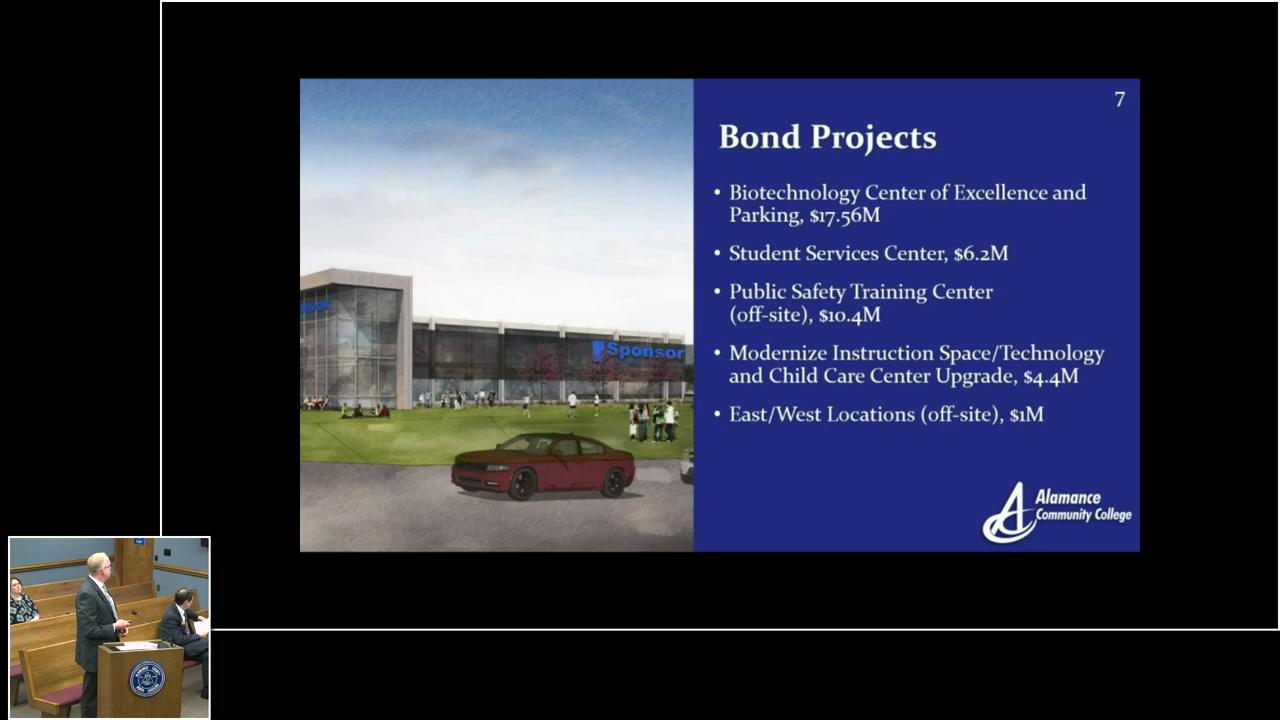 7
Bond Projects
• Biotechnology Center of Excellence and
Parking, $17.56M
• Student Services Center, $6.2M
• Public Safety Training Center
(off-site), $10.4M
• Modernize Instruction Space/Technology
and Child Care Center Upgrade, $4.4M
• East/West Locations (off-site), $1M
Sponsor
Alamance
Community College